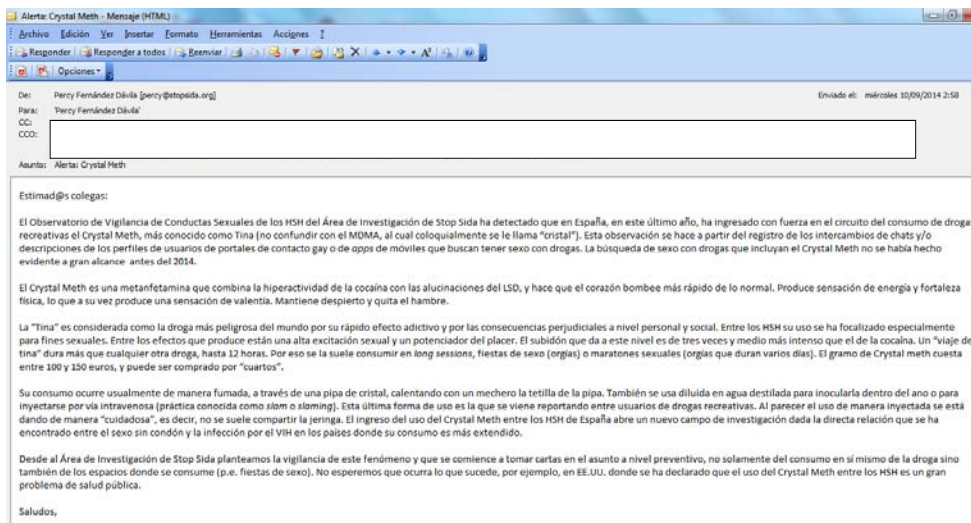 Alerta: Crystal Meth - Mensaje (HTML)
Archivo Edición Ver Insertar Formato Herramientas Acciones ?
Responder Responder a todos Reenviar
Opciones
De: Percy Fernández Dávila [percy@stopsida.org] Enviado el: miércoles 10/09/2014 2:58
Para: 'Percy Fernández Dávila'
CC:
CCO:
Asunto: Alerta: Crystal Meth
Estimad@s colegas:
El Observatorio de Vigilancia de Conductas Sexuales de los HSH del Área de Investigación de Stop Sida ha detectado que en España, en este último año, ha ingresado con fuerza en el circuito del consumo de droga
recreativas el Crystal Meth, más conocido como Tina (no confundir con el MDMA, al cual coloquialmente se le llama "cristal"). Esta observación se hace a partir del registro de los intercambios de chats y/o
descripciones de los perfiles de usuarios de portales de contacto gay o de apps de móviles que buscan tener sexo con drogas. La búsqueda de sexo con drogas que incluyan el Crystal Meth no se había hecho
evidente a gran alcance antes del 2014.
El Crystal Meth es una metanfetamina que combina la hiperactividad de la cocaína con las alucinaciones del LSD, y hace que el corazón bombee más rápido de lo normal. Produce sensación de energía y fortaleza
física, lo que a su vez produce una sensación de valentía. Mantiene despierto y quita el hambre.
La "Tina" es considerada como la droga más peligrosa del mundo por su rápido efecto adictivo y por las consecuencias perjudiciales a nivel personal y social. Entre los HSH su uso se ha focalizado especialmente
para fines sexuales. Entre los efectos que produce están una alta excitación sexual y un potenciador del placer. El subidón que da a este nivel es de tres veces y medio más intenso que el de la cocaína. Un "viaje de
tina" dura más que cualquier otra droga, hasta 12 horas. Por eso se la suele consumir en long sessions, fiestas de sexo (orgías) o maratones sexuales (orgías que duran varios días). El gramo de Crystal meth cuesta
entre 100 y 150 euros, y puede ser comprado por "cuartos".
Su consumo ocurre usualmente de manera fumada, a través de una pipa de cristal, calentando con un mechero la tetilla de la pipa. También se usa diluida en agua destilada para inocularla dentro del ano o para
inyectarse por vía intravenosa (práctica conocida como slam o slaming). Esta última forma de uso es la que se viene reportando entre usuarios de drogas recreativas. Al parecer el uso de manera inyectada se está
dando de manera "cuidadosa", es decir, no se suele compartir la jeringa. El ingreso del uso del Crystal Meth entre los HSH de España abre un nuevo campo de investigación dada la directa relación que se ha
encontrado entre el sexo sin condón y la infección por el VIH en los países donde su consumo es más extendido.
Desde al Área de Investigación de Stop Sida planteamos la vigilancia de este fenómeno y que se comience a tomar cartas en el asunto a nivel preventivo, no solamente del consumo en sí mismo de la droga sino
también de los espacios donde se consume (p.e. fiestas de sexo). No esperemos que ocurra lo que sucede, por ejemplo, en EE.UU. donde se ha declarado que el uso del Crystal Meth entre los HSH es un gran
problema de salud pública.
Saludos,